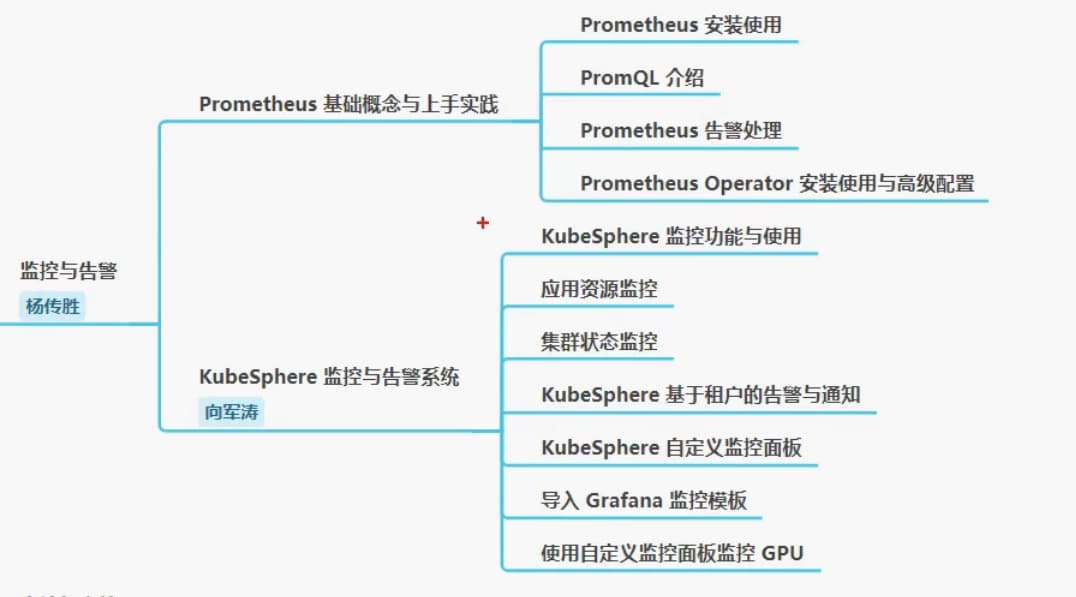 Prometheus 安装使用
PromQL 介绍
Prometheus 基础概念与上手实践
Prometheus 告警处理
Prometheus Operator 安装使用与高级配置
KubeSphere 监控功能与使用
监控与告警
杨传胜
应用资源监控
集群状态监控
KubeSphere 监控与告警系统
向军涛
KubeSphere 基于租户的告警与通知
KubeSphere 自定义监控面板
导入 Grafana 监控模板
使用自定义监控面板监控 GPU